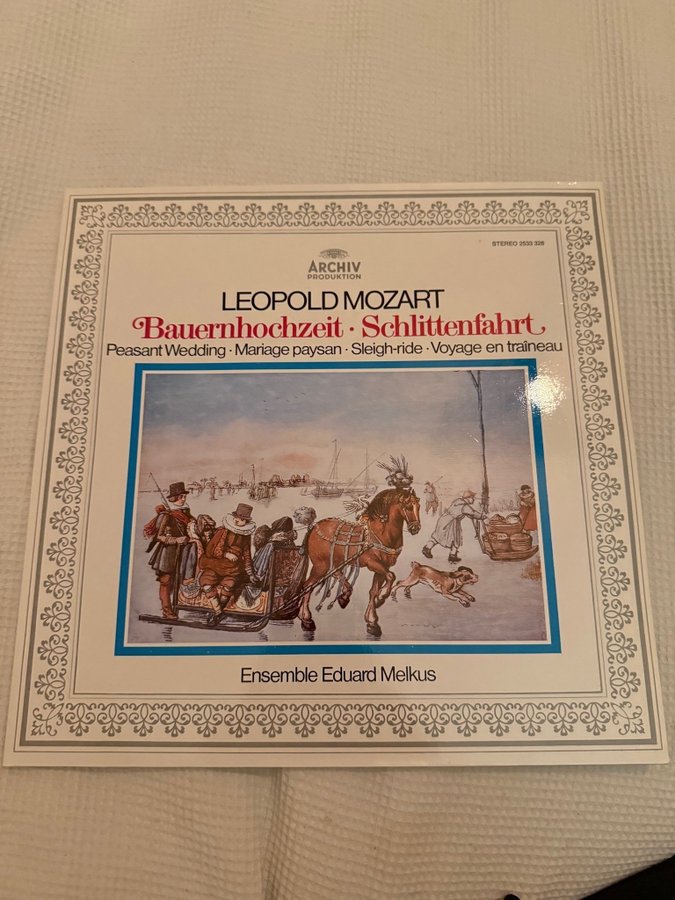 STEREO 2533 328
ARCHIV
PRODUKTION
LEOPOLD MOZART
Bauernhochzeit · Schlittenfahrt
Peasant Wedding · Mariage paysan · Sleigh-ride · Voyage en traîneau
Ensemble Eduard Melkus